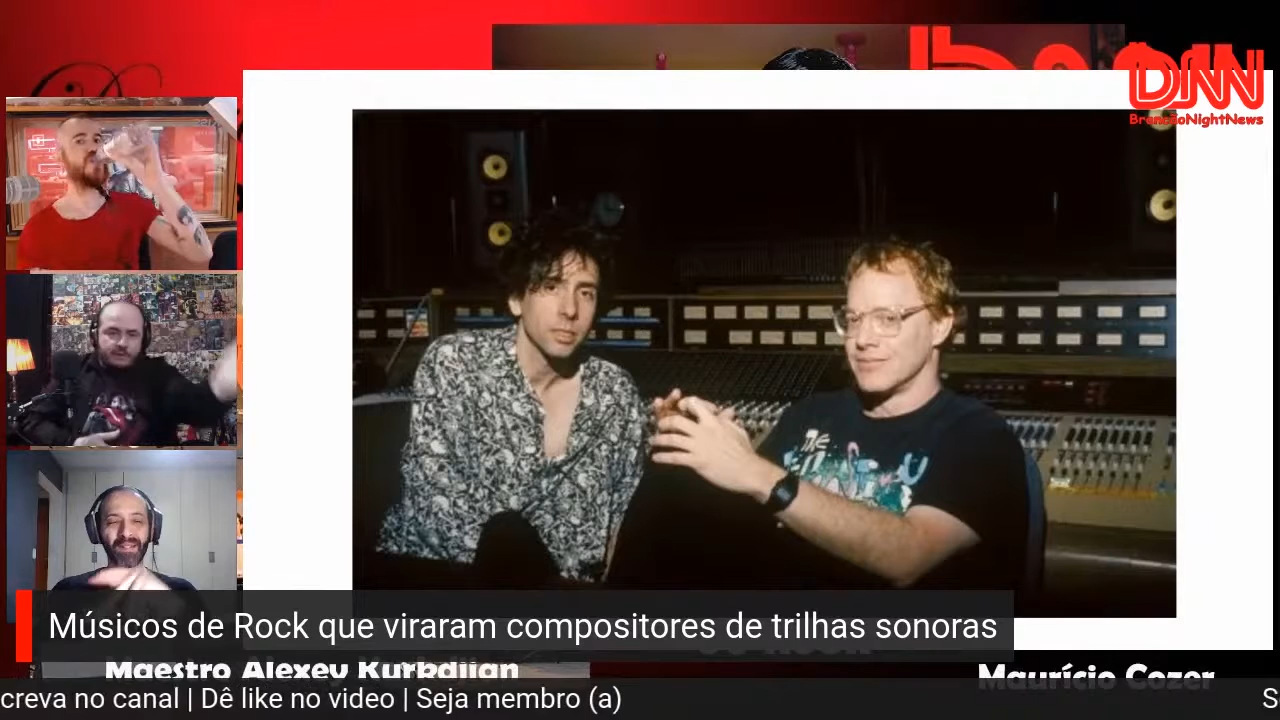 DNN
BrancãoNightNews
Músicos de Rock que viraram compositores de trilhas sonoras
Maestro Alexey Kurkdjian
Maurício Cozer
creva no canal | Dê like no video | Seja membro (a)
S